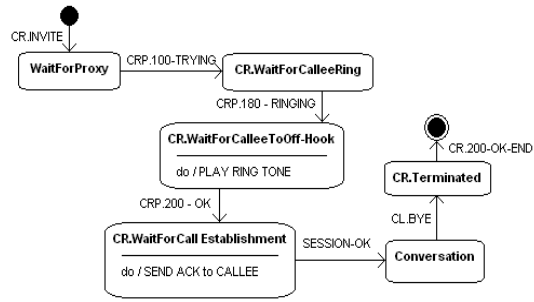 CR.INVITE
WaitForProxy
CRP.100-TRYING
CR.WaitForCalleeRing
CRP.180 - RINGING
CR.WaitForCalleeToOff-Hook
do / PLAY RING TONE
CR.200-OK-END
CR.Terminated
CRP.200 - OK
CL.BYE
CR.WaitForCall Establishment
do / SEND ACK to CALLEE
SESSION-OK
Conversation